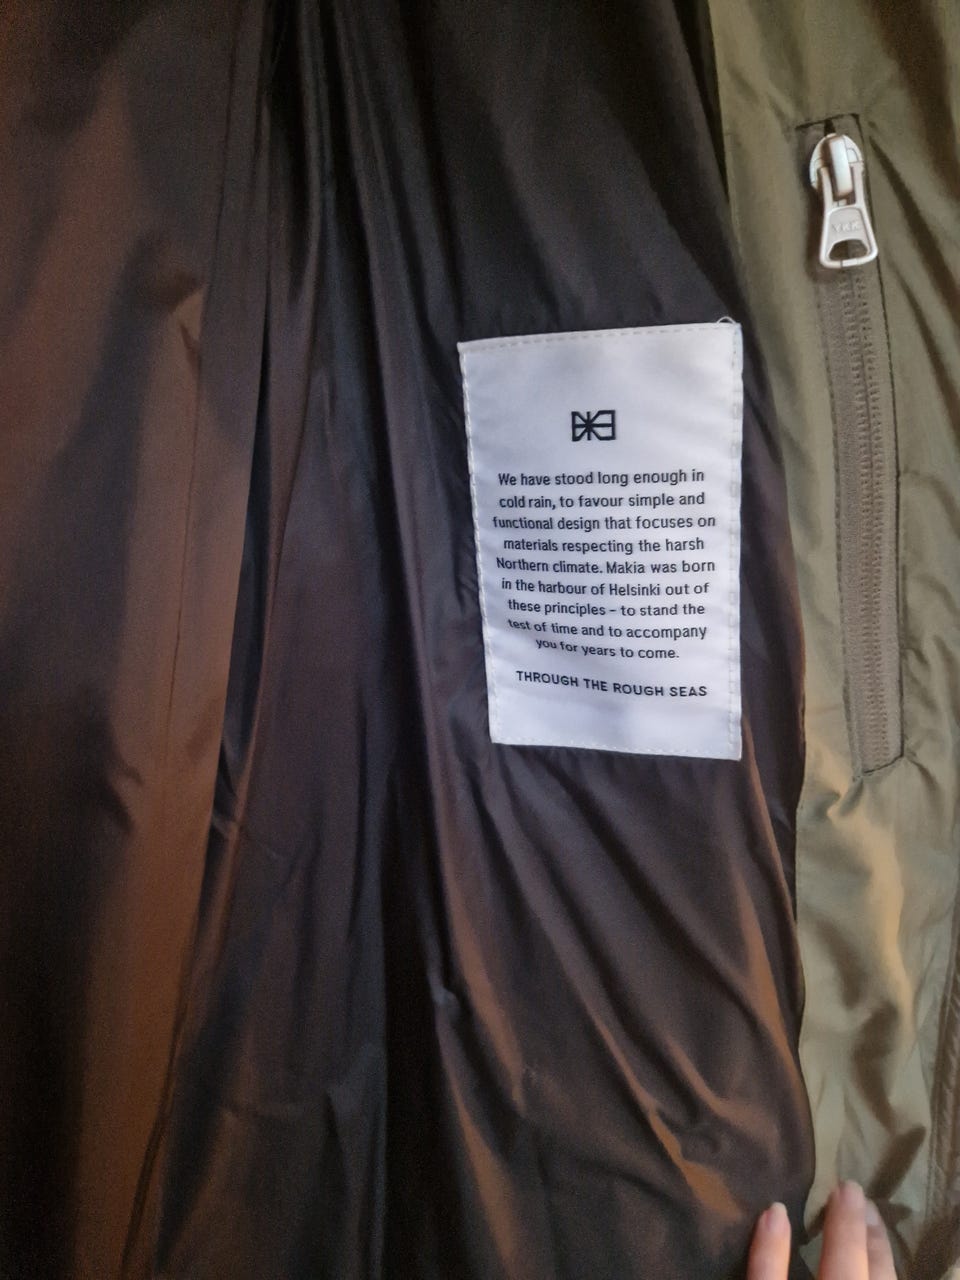 We have stood long enough in
cold rain, to favour simple and
functional design that focuses on
materials respecting the harsh
Northern climate. Makia was born
in the harbour of Helsinki out of
these principles – to stand the
test of time and to accompany
you for years to come.
THROUGH THE ROUGH SEAS
YKK